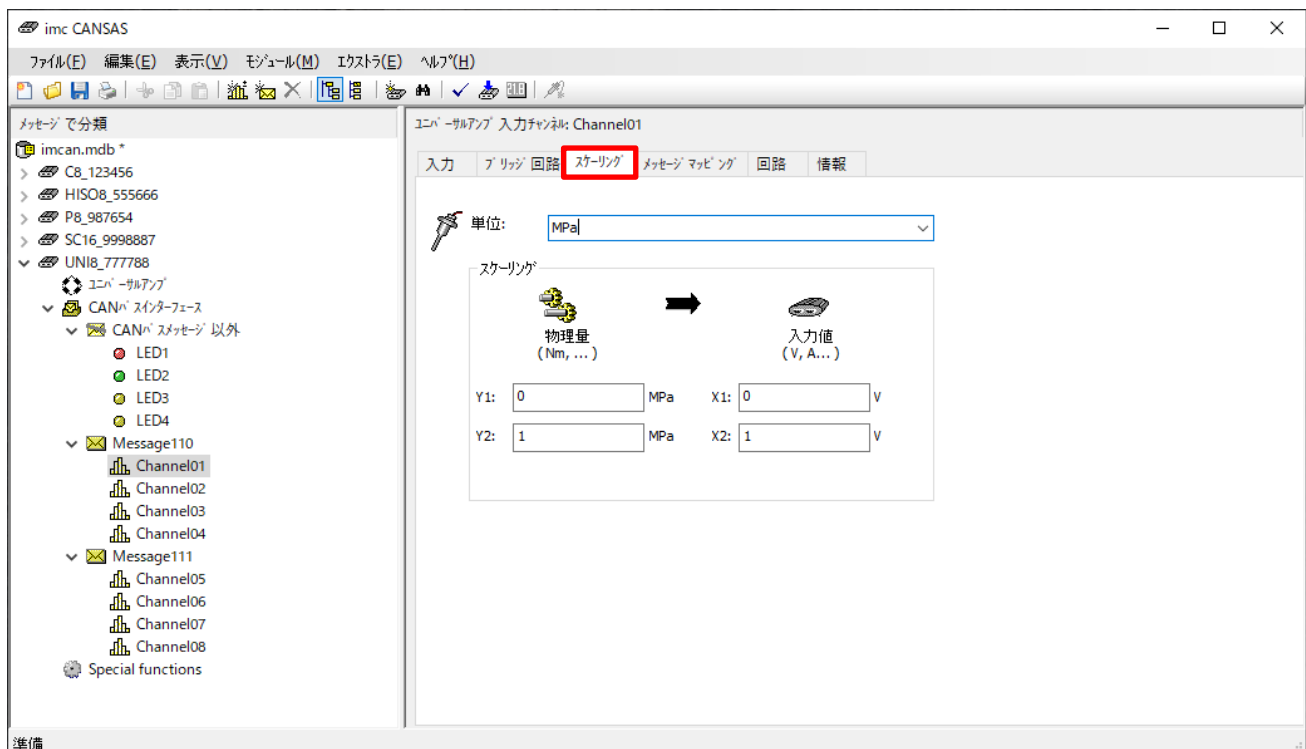 imc CANSAS
ファイル(F) 編集(E) 表示(V) モジュール(M) エクストラ(E) ヘルプ(H)
メッセージで分類
ユニバーサルアンプ 入力チャンネル: Channel01
imcan.mdb *
C8_123456
HISO8_555666
P8_987654
SC16_9998887
UNI8_777788
ユニバーサルアンプ
CANバスインターフェース
CANバスメッセージ以外
LED1
LED2
LED3
LED4
Message110
Channel01
Channel02
Channel03
Channel04
Message111
Channel05
Channel06
Channel07
Channel08
Special functions
入力 ブリッジ回路 スケーリング メッセージマッピング 回路 情報
単位: MPa
スケーリング
物理量 入力値
(Nm, ...) (V, A...)
Y1: 0 MPa X1: 0 V
Y2: 1 MPa X2: 1 V
準備